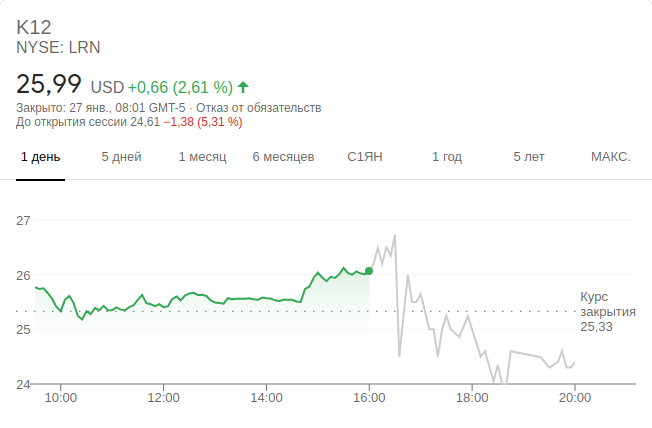 K12
NYSE: LRN
25,99 USD +0,66 (2,61 %)
Закрыто: 27 янв., 08:01 GMT-5 · Отказ от обязательств
До открытия сессии 24,61 −1,38 (5,31 %)
1 день 5 дней 1 месяц 6 месяцев С1ЯН 1 год 5 лет МАКС.
27
26
Курс
закрытия
25,33
25
24
10:00 12:00 14:00 16:00 18:00 20:00